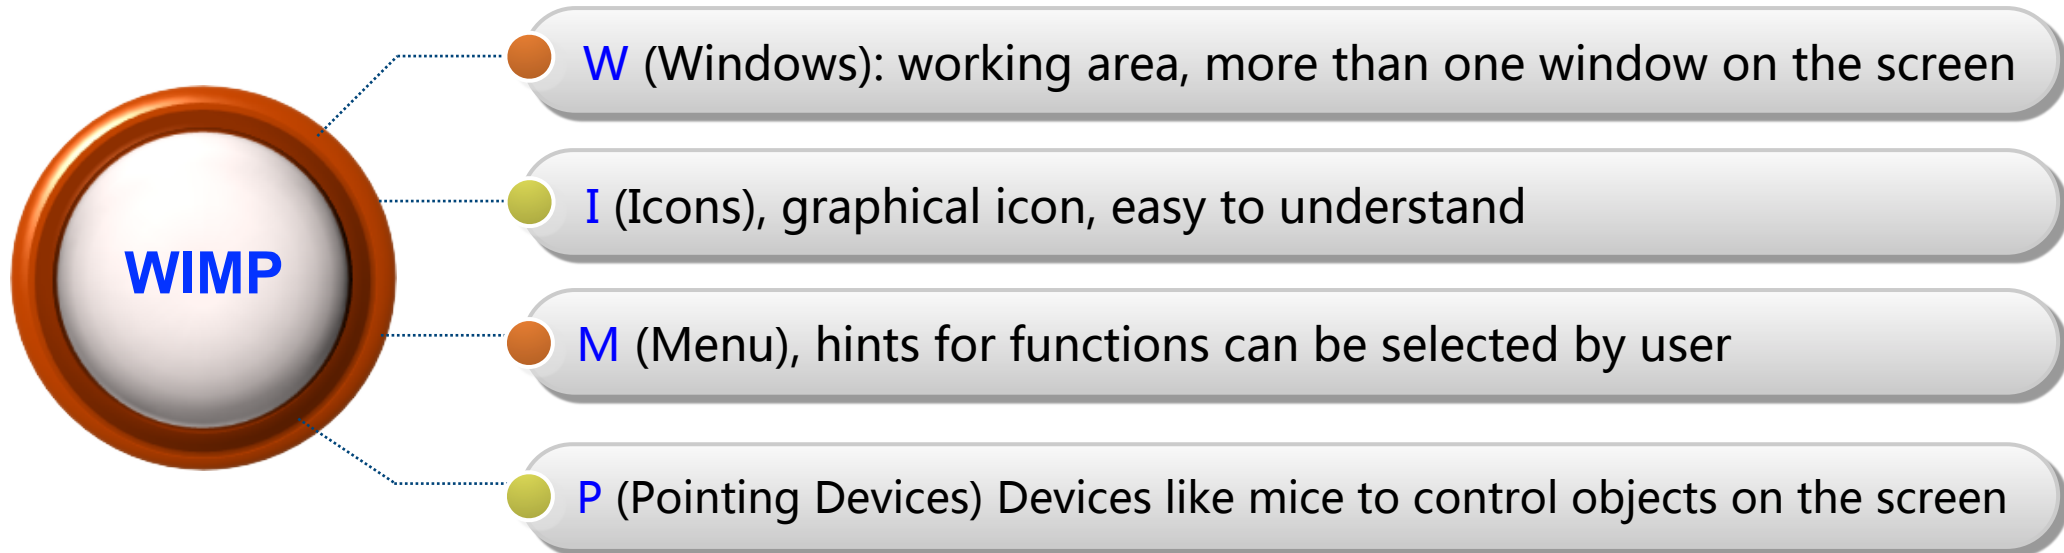 W (Windows): working area, more than one window on the screen
I (Icons), graphical icon, easy to understand
WIMP
M (Menu), hints for functions can be selected by user
P (Pointing Devices) Devices like mice to control objects on the screen